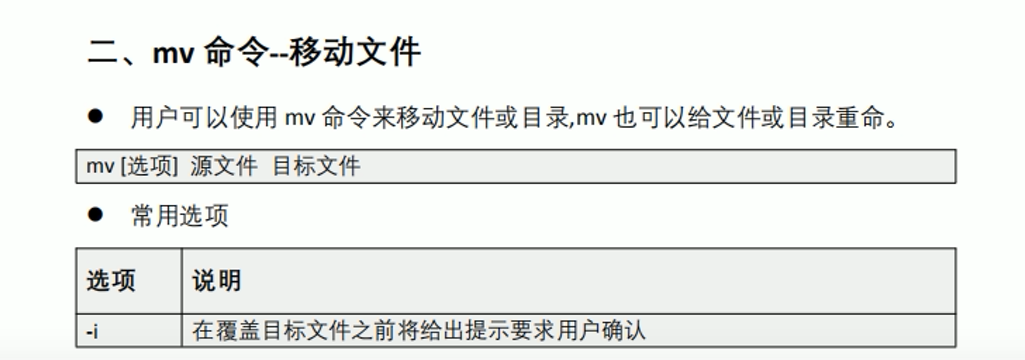 二、mv 命令--移动文件
● 用户可以使用 mv 命令来移动文件或目录,mv 也可以给文件或目录重命。
mv [选项] 源文件 目标文件
● 常用选项
选项 说明
-i 在覆盖目标文件之前将给出提示要求用户确认